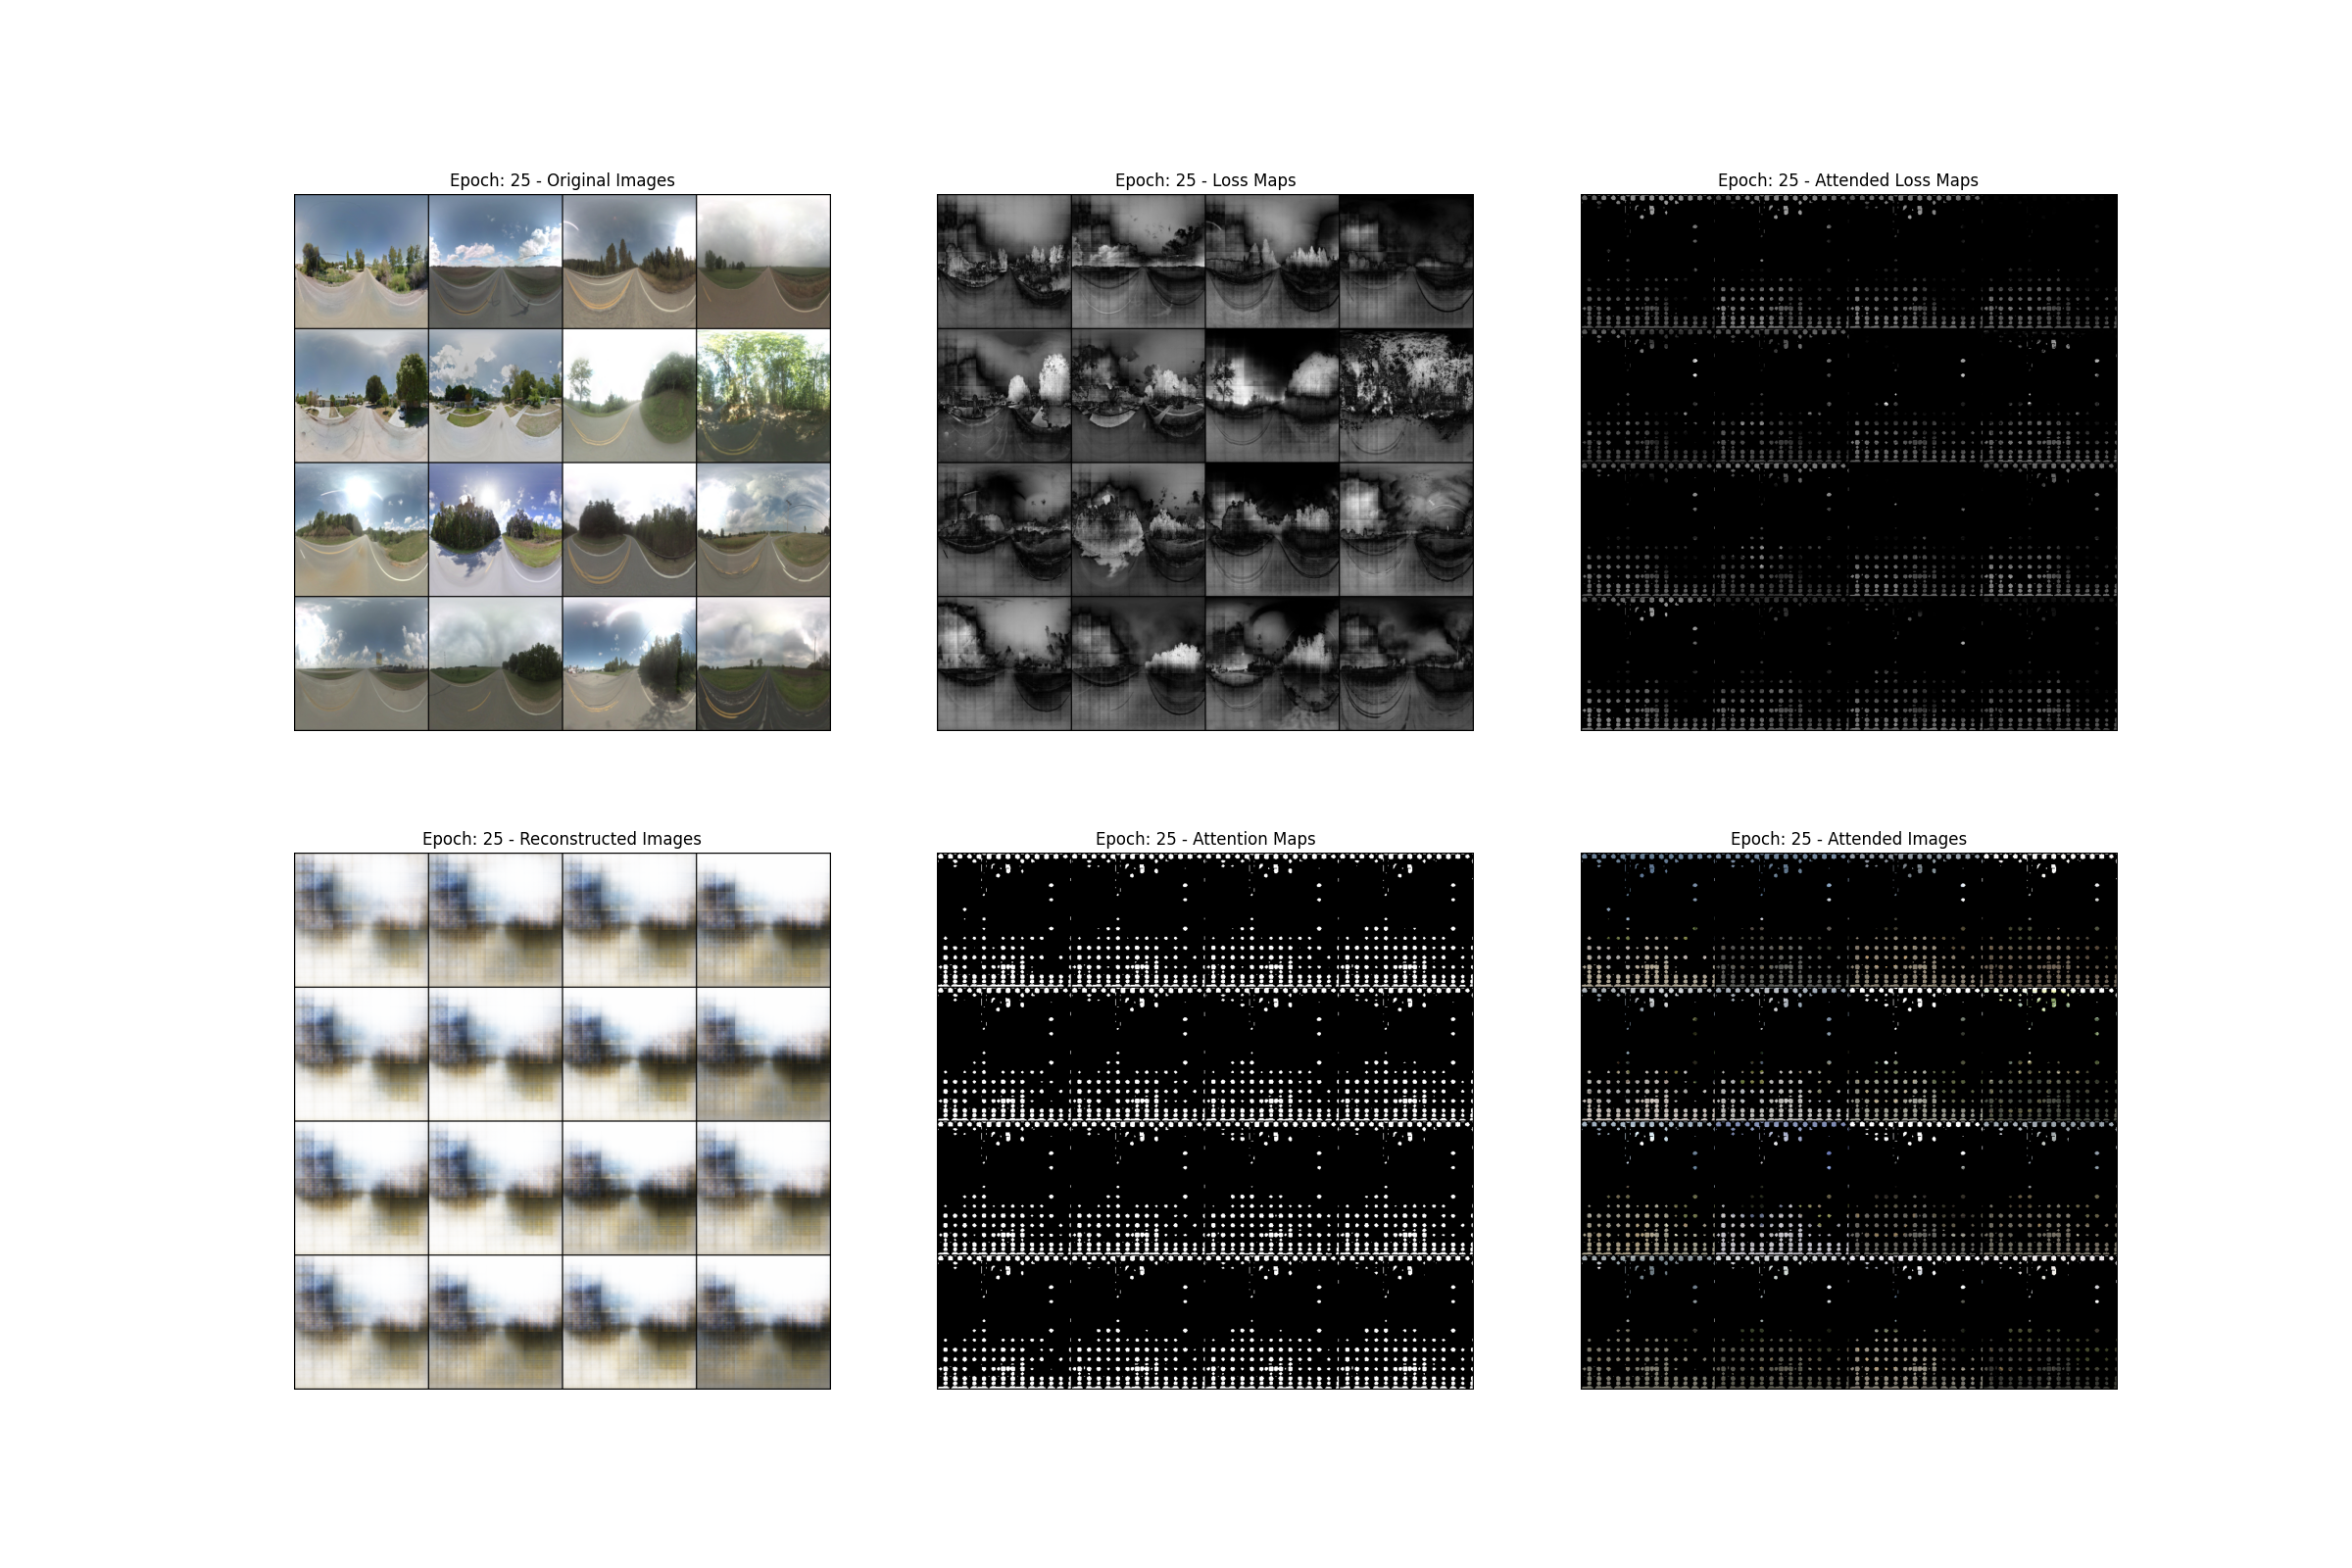 Epoch: 25 - Original Images
Epoch: 25 - Loss Maps
Epoch: 25 - Attended Loss Maps
Epoch: 25 - Reconstructed Images
Epoch: 25 - Attention Maps
Epoch: 25 - Attended Images